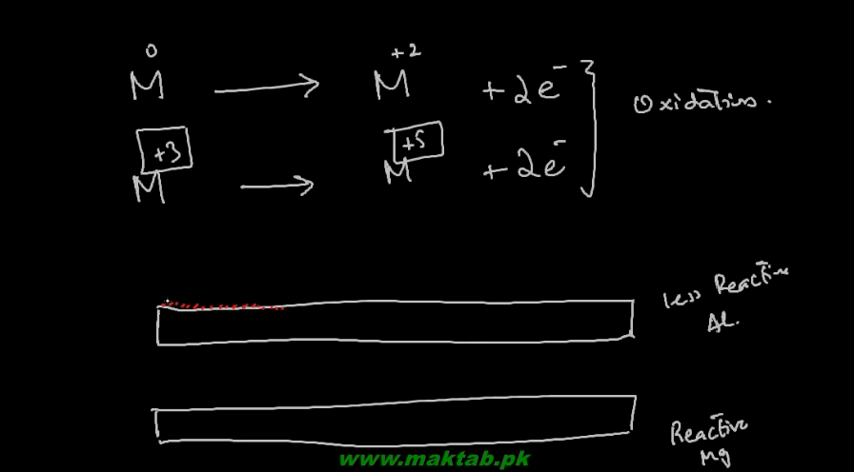 M⁰ → M⁺² + 2e⁻
Oxidation.
M⁺³ → M⁺⁵ + 2e⁻
Less Reactive
Al.
Reactive
Mg
www.maktab.pk